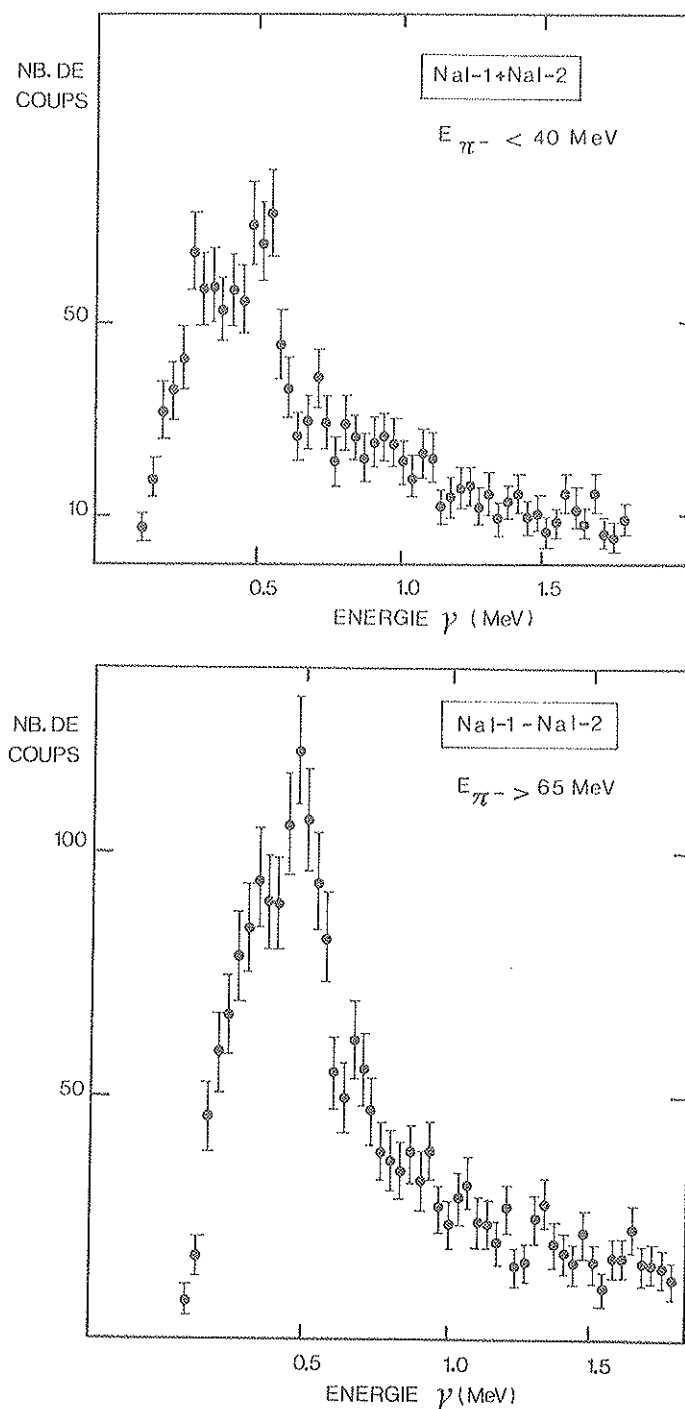 NB. DE
COUPS
NaI-1+NaI-2
E π- < 40 MeV
50
10
0.5 1.0 1.5
ENERGIE γ (MeV)
NB. DE
COUPS
NaI-1-NaI-2
E π- > 65 MeV
100
50
0.5 1.0 1.5
ENERGIE γ (MeV)